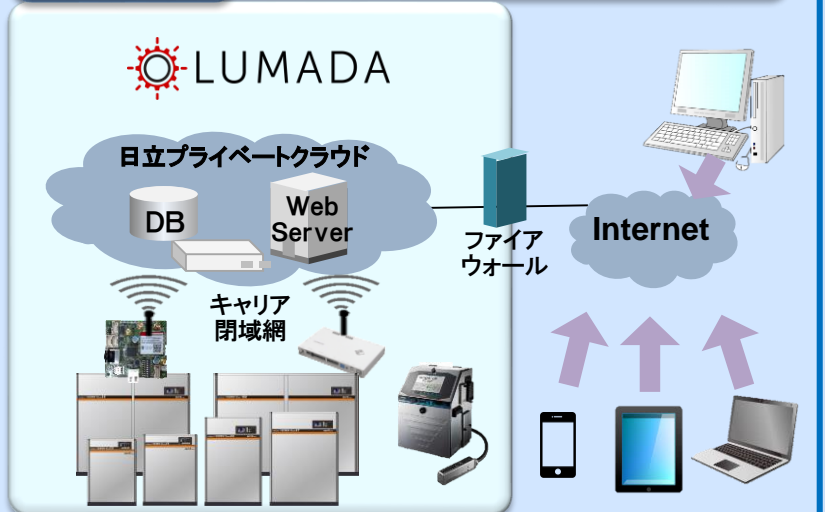 LUMADA
日立プライベートクラウド
DB
Web
Server
ファイア
ウォール
Internet
キャリア
閉域網